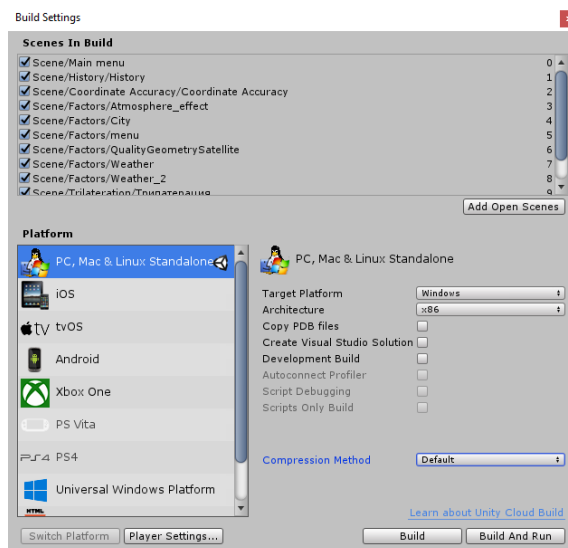 Build Settings
Scenes In Build
Scene/Main menu 0
Scene/History/History 1
Scene/Coordinate Accuracy/Coordinate Accuracy 2
Scene/Factors/Atmosphere_effect 3
Scene/Factors/City 4
Scene/Factors/menu 5
Scene/Factors/QualityGeometrySatellite 6
Scene/Factors/Weather 7
Scene/Factors/Weather_2 8
Scene/Trilateration/Трилатерация 9
Add Open Scenes
Platform
PC, Mac & Linux Standalone
iOS
tv tvOS
Android
Xbox One
PS Vita
PS4 PS4
Universal Windows Platform
HTML
PC, Mac & Linux Standalone
Target Platform Windows
Architecture x86
Copy PDB files
Create Visual Studio Solution
Development Build
Autoconnect Profiler
Script Debugging
Scripts Only Build
Compression Method Default
Learn about Unity Cloud Build
Switch Platform Player Settings... Build Build And Run